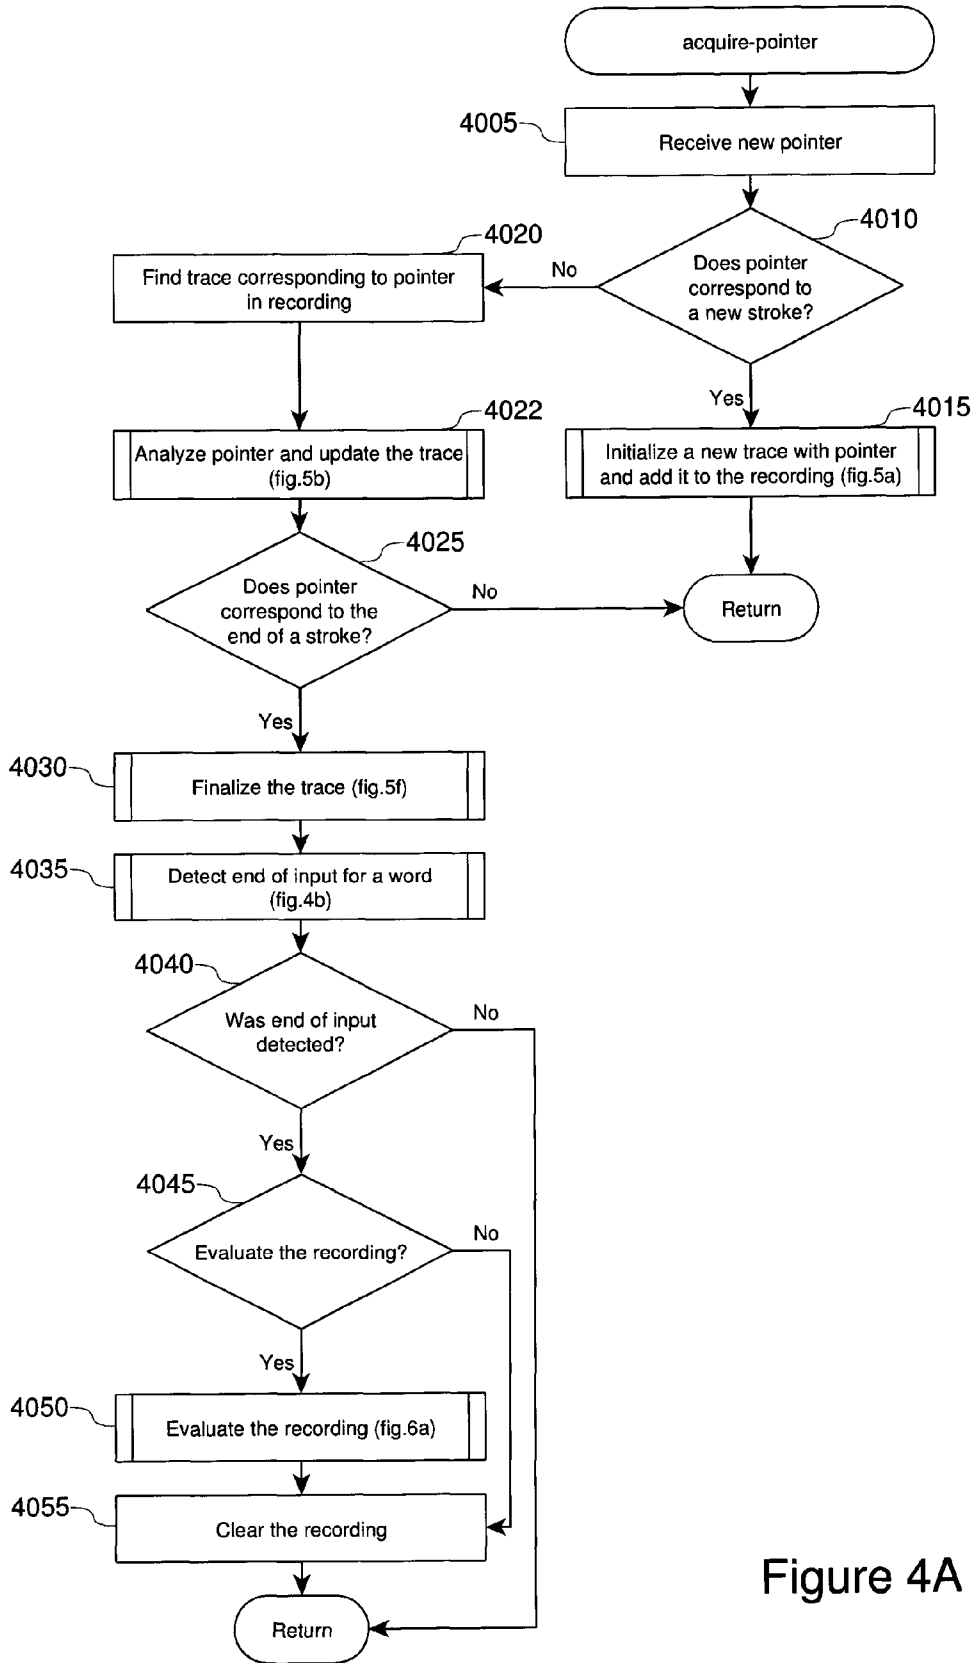 acquire-pointer
4005
Receive new pointer
4010
Does pointer
correspond to
a new stroke?
No
Yes
4020
Find trace corresponding to pointer
in recording
4015
Initialize a new trace with pointer
and add it to the recording (fig.5a)
4022
Analyze pointer and update the trace
(fig.5b)
4025
Does pointer
correspond to the
end of a stroke?
No
Return
Yes
4030
Finalize the trace (fig.5f)
4035
Detect end of input for a word
(fig.4b)
4040
Was end of input
detected?
No
Yes
4045
Evaluate the recording?
No
Yes
4050
Evaluate the recording (fig.6a)
4055
Clear the recording
Return
Figure 4A